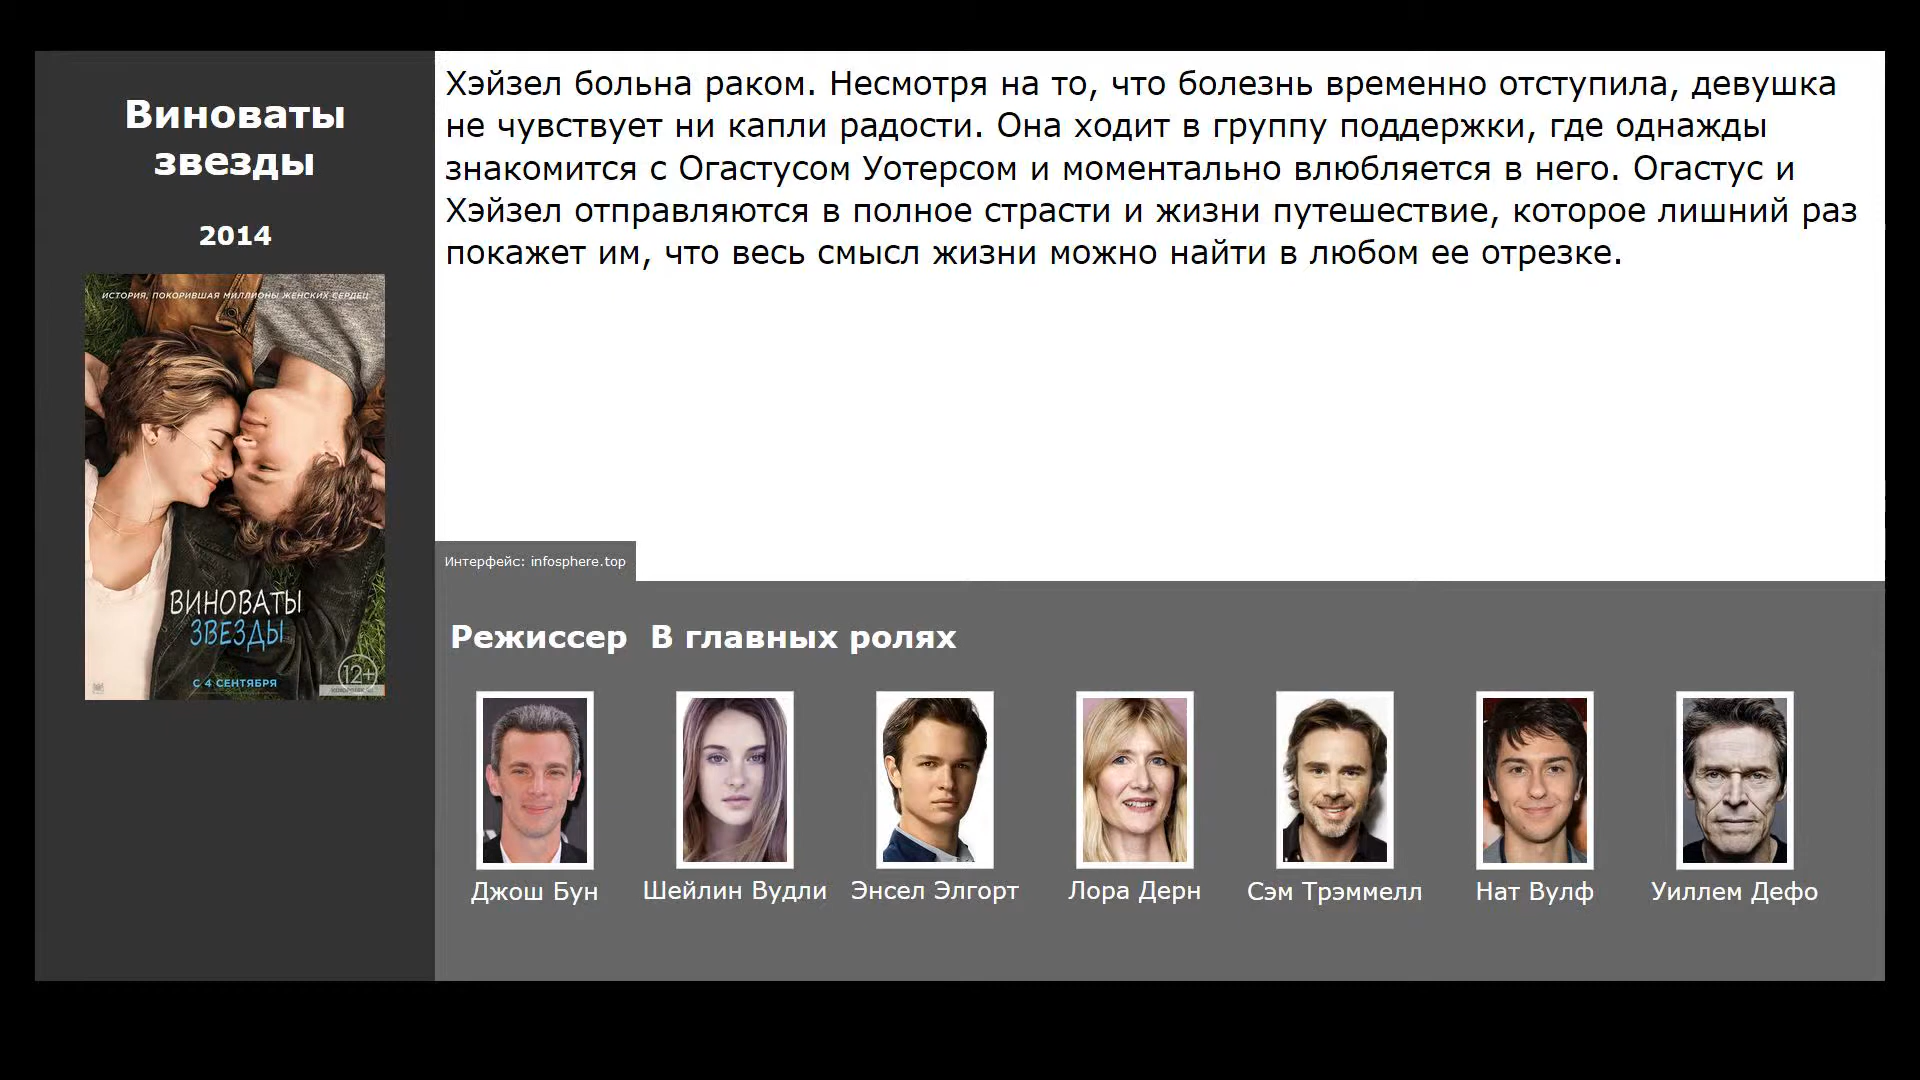 Виноваты
звезды
2014
ИСТОРИЯ, ПОКОРИВШАЯ МИЛЛИОНЫ ЖЕНСКИХ СЕРДЕЦ
ВИНОВАТЫ
ЗВЕЗДЫ
12+
С 4 СЕНТЯБРЯ
Хэйзел больна раком. Несмотря на то, что болезнь временно отступила, девушка
не чувствует ни капли радости. Она ходит в группу поддержки, где однажды
знакомится с Огастусом Уотерсом и моментально влюбляется в него. Огастус и
Хэйзел отправляются в полное страсти и жизни путешествие, которое лишний раз
покажет им, что весь смысл жизни можно найти в любом ее отрезке.
Интерфейс: infosphere.top
Режиссер В главных ролях
Джош Бун Шейлин Вудли Энсел Элгорт Лора Дерн Сэм Трэммелл Нат Вулф Уиллем Дефо